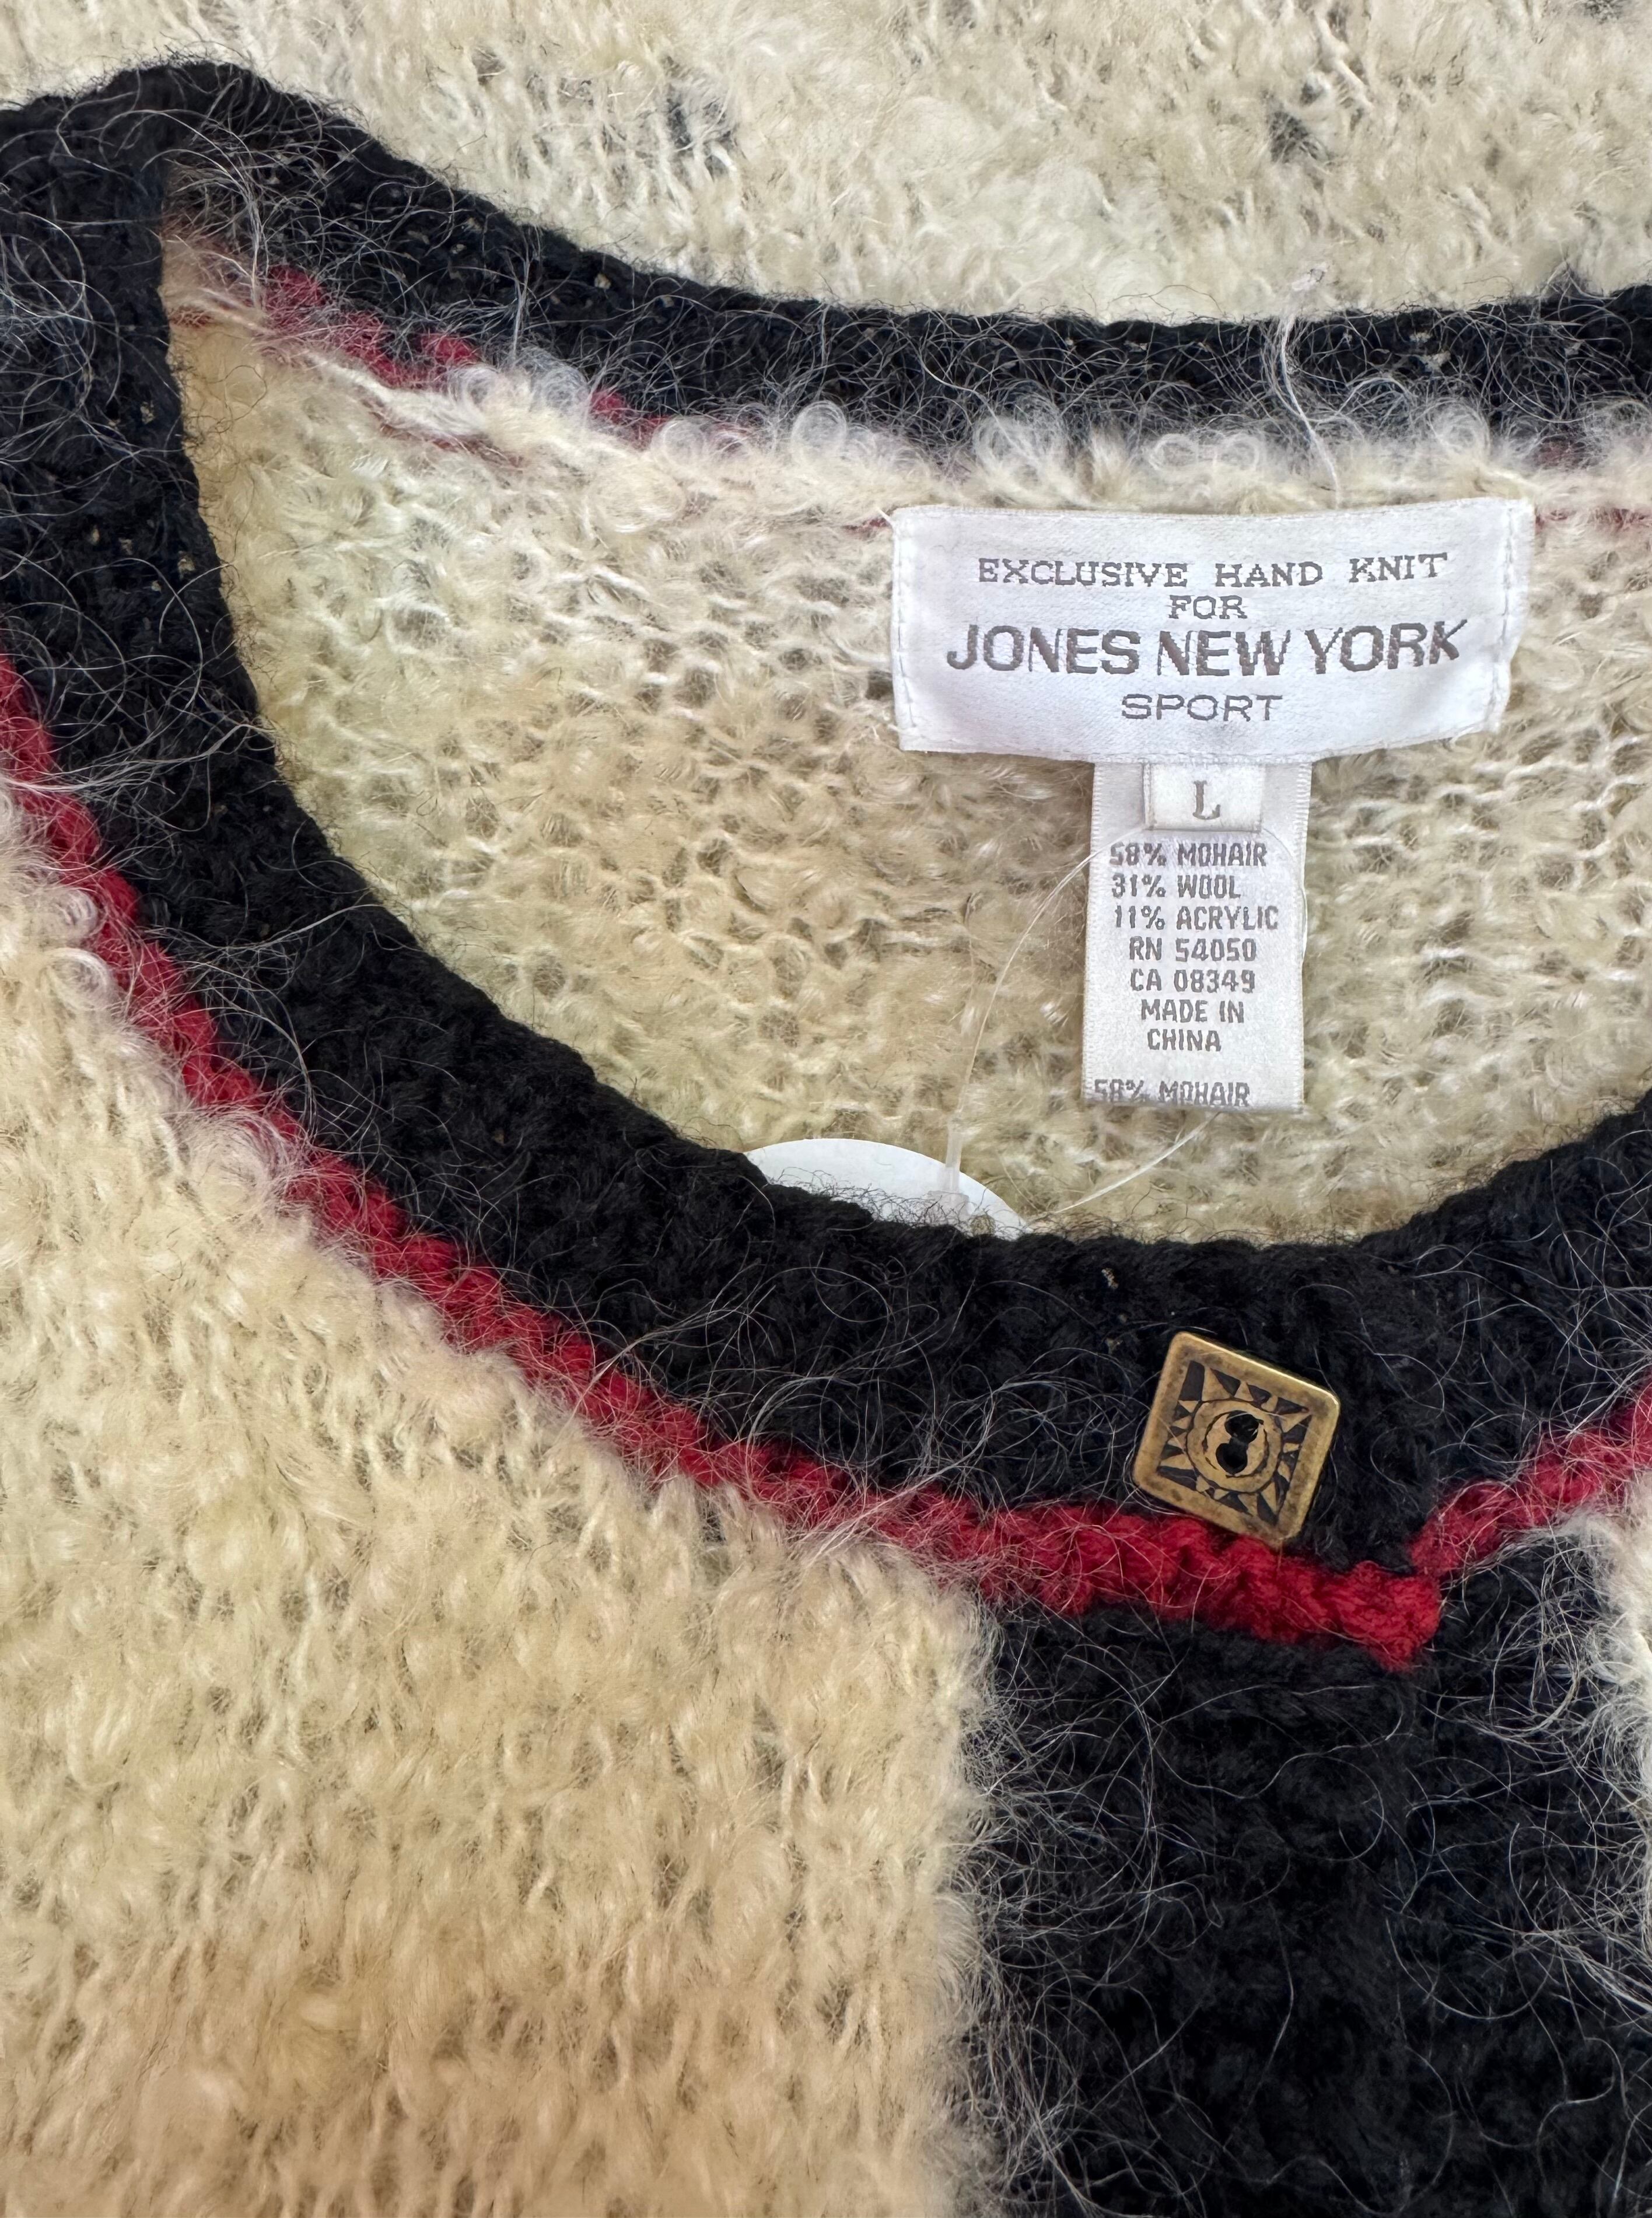 EXCLUSIVE HAND KNIT
FOR
JONES NEW YORK
SPORT
L
58% MOHAIR
31% WOOL
11% ACRYLIC
RN 54050
CA 08349
MADE IN
CHINA
58% MOHAIR